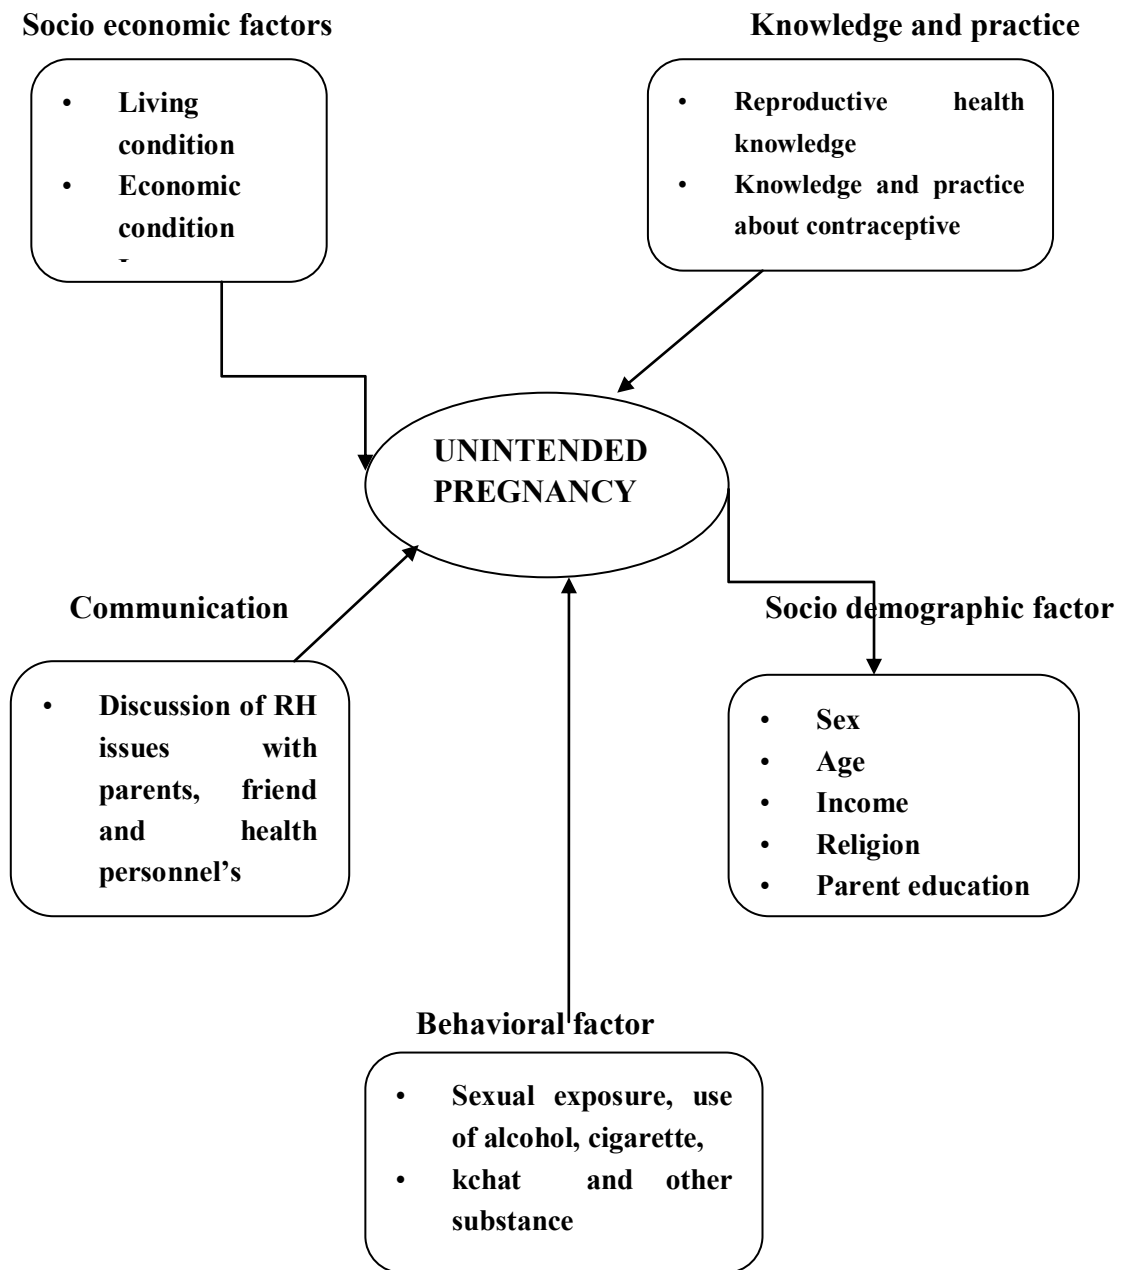 Socio economic factors
Knowledge and practice
• Living
condition
• Economic
condition
• Reproductive health
knowledge
• Knowledge and practice
about contraceptive
UNINTENDED
PREGNANCY
Communication
• Discussion of RH
issues with
parents, friend
and health
personnel’s
Socio demographic factor
• Sex
• Age
• Income
• Religion
• Parent education
Behavioral factor
• Sexual exposure, use
of alcohol, cigarette,
• kchat and other
substance